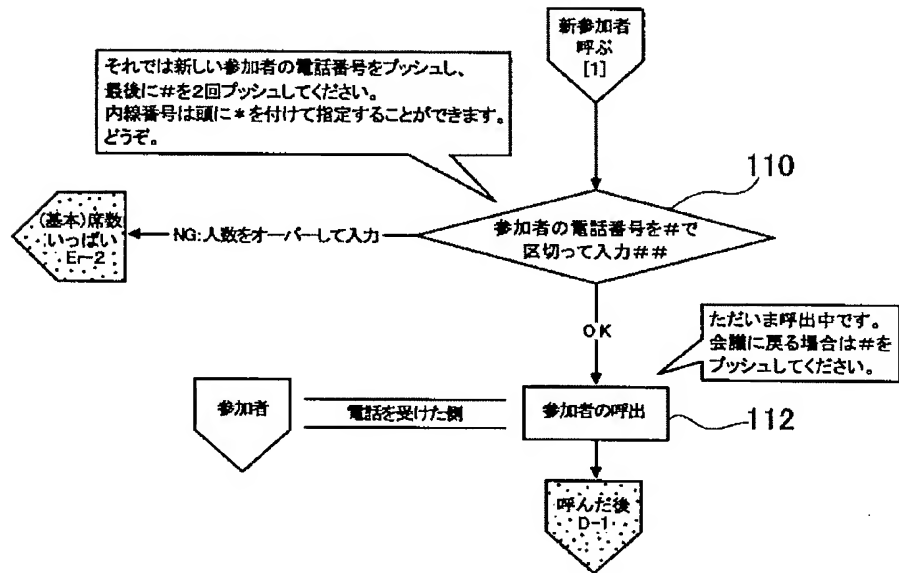 新参加者
呼ぶ
[1]
それでは新しい参加者の電話番号をプッシュし、
最後に#を2回プッシュしてください。
内線番号は頭に*を付けて指定することができます。
どうぞ。
110
参加者の電話番号を#で
区切って入力##
NG:人数をオーバーして入力
(基本)席数
いっぱい
Er-2
OK
ただいま呼出中です。
会議に戻る場合は#を
プッシュしてください。
参加者
電話を受けた側
参加者の呼出
112
呼んだ後
D-1